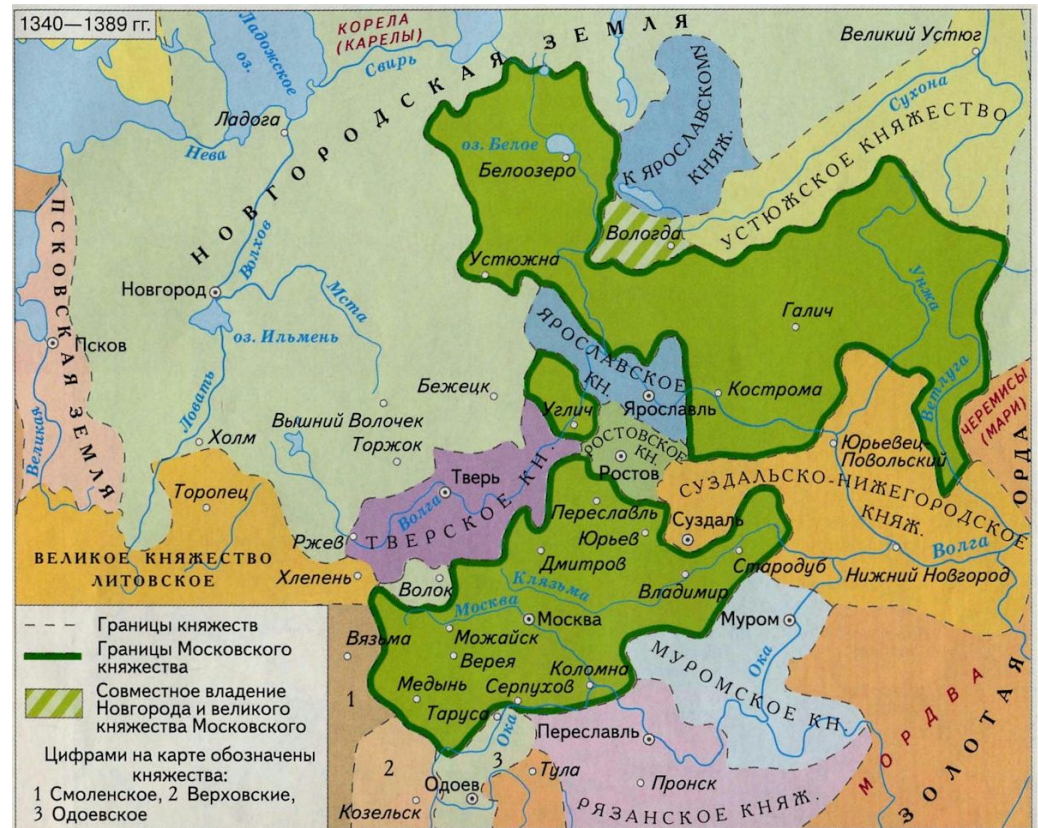 1340—1389 гг.
КОРЕЛА
(КАРЕЛЫ)
Ладожское
оз.
Свирь
НОВГОРОДСКАЯ ЗЕМЛЯ
Великий Устюг
Сухона
Ладога
Нева
оз. Белое
Белоозеро
К ЯРОСЛАВСКОМУ
КНЯЖ.
УСТЮЖСКОЕ КНЯЖЕСТВО
Вологда
ПСКОВСКАЯ ЗЕМЛЯ
Волхов
Устюжна
Унжа
Новгород
Мста
Галич
оз. Ильмень
ЯРОСЛАВСКОЕ
КН.
Псков
Бежецк
Кострома
Ветлуга
Великая
Ловать
Углич
Ярославль
ЧЕРЕМИСЫ
(МАРИ)
Вышний Волочек
Холм
Торжок
РОСТОВСКОЕ
КН.
Юрьевец-
Повольский
Ростов
Тверь
Торопец
Волга
ТВЕРСКОЕ КН.
СУЗДАЛЬСКО-НИЖЕГОРОДСКОЕ
КНЯЖ.
Переславль
Суздаль
Юрьев
Ржев
Волга
ВЕЛИКОЕ КНЯЖЕСТВО
ЛИТОВСКОЕ
Дмитров
Стародуб
Хлепень
Клязьма
Нижний Новгород
Волок
Владимир
Москва
Москва
Муром
Вязьма
Можайск
Верея
МУРОМСКОЕ КН.
Ока
Коломна
Медынь
Серпухов
1
Таруса
Ока
Переславль
МОРДВА
ЗОЛОТАЯ ОРДА
2
3
Тула
Одоев
Пронск
Козельск
РЯЗАНСКОЕ КНЯЖ.
Границы княжеств
Границы Московского
княжества
Совместное владение
Новгорода и великого
княжества Московского
Цифрами на карте обозначены
княжества:
1 Смоленское, 2 Верховские,
3 Одоевское